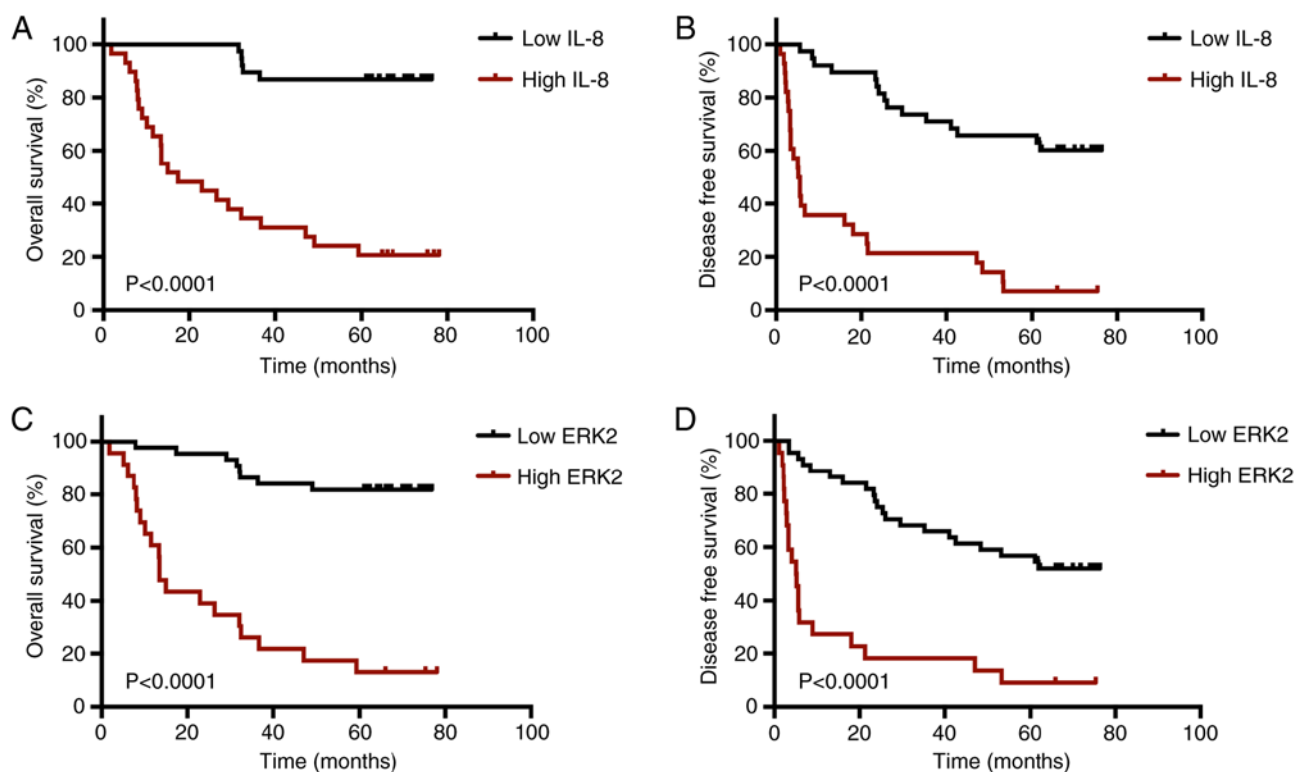 A
Overall survival (%)
100
80
60
40
20
0
Low IL-8
High IL-8
P<0.0001
0 20 40 60 80 100
Time (months)
B
Disease free survival (%)
100
80
60
40
20
0
Low IL-8
High IL-8
P<0.0001
0 20 40 60 80 100
Time (months)
C
Overall survival (%)
100
80
60
40
20
0
Low ERK2
High ERK2
P<0.0001
0 20 40 60 80 100
Time (months)
D
Disease free survival (%)
100
80
60
40
20
0
Low ERK2
High ERK2
P<0.0001
0 20 40 60 80 100
Time (months)